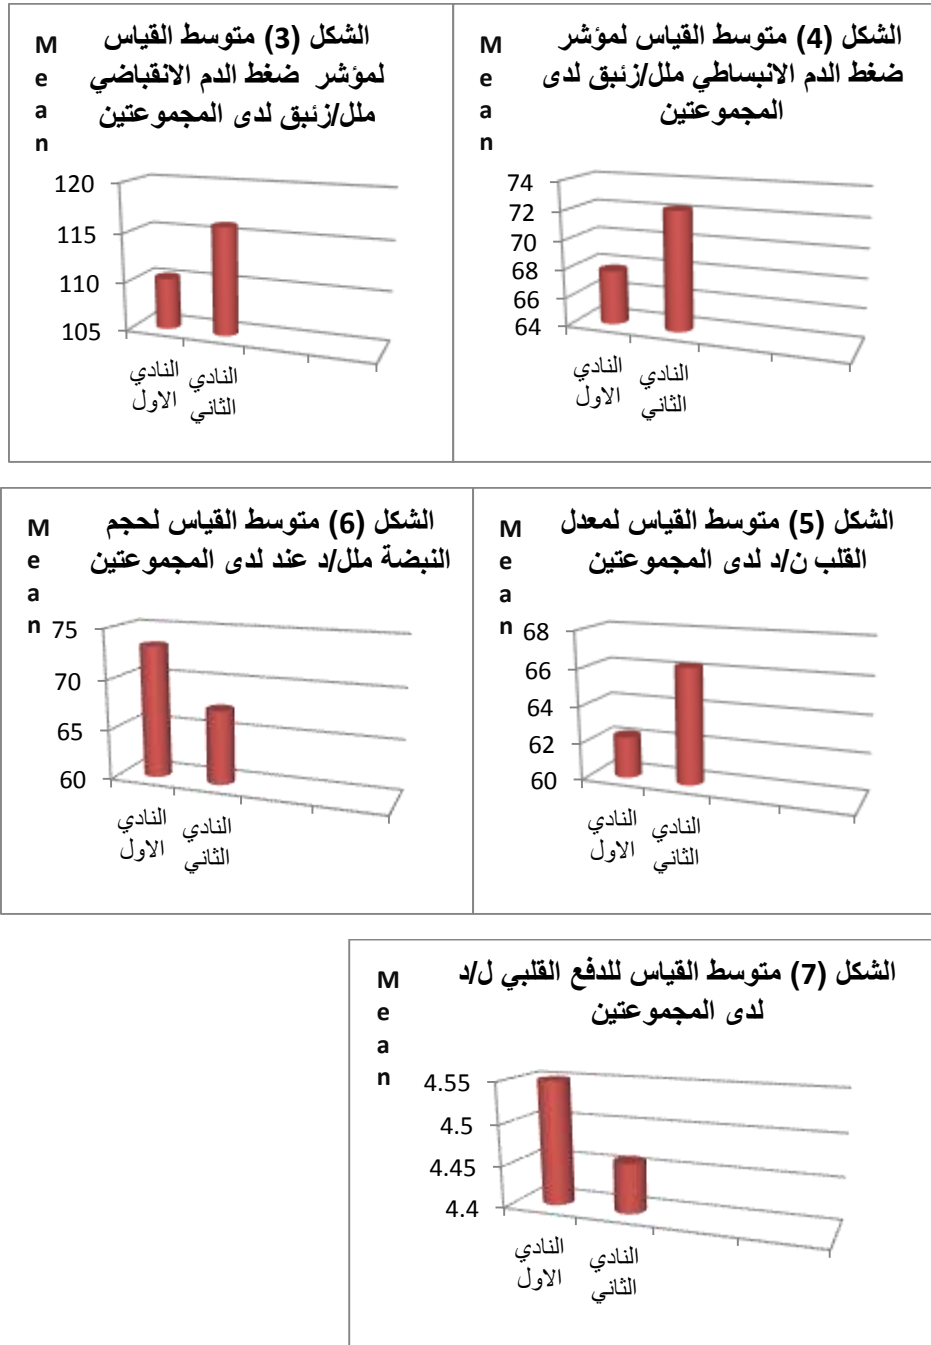 الشكل (3) متوسط القياس
لمؤشر ضغط الدم الانقباضي
ملل/زئبق لدى المجموعتين
M
e
a
n
120
115
110
105
النادي الاول
النادي الثاني
الشكل (4) متوسط القياس لمؤشر
ضغط الدم الانبساطي ملل/زئبق لدى
المجموعتين
M
e
a
n
74
72
70
68
66
64
النادي الاول
النادي الثاني
الشكل (5) متوسط القياس لمعدل
القلب ن/د لدى المجموعتين
M
e
a
n
68
66
64
62
60
النادي الاول
النادي الثاني
الشكل (6) متوسط القياس لحجم
النبضة ملل/د عند لدى المجموعتين
M
e
a
n
75
70
65
60
النادي الاول
النادي الثاني
الشكل (7) متوسط القياس للدفع القلبي ل/د
لدى المجموعتين
M
e
a
n
4.55
4.5
4.45
4.4
النادي الاول
النادي الثاني